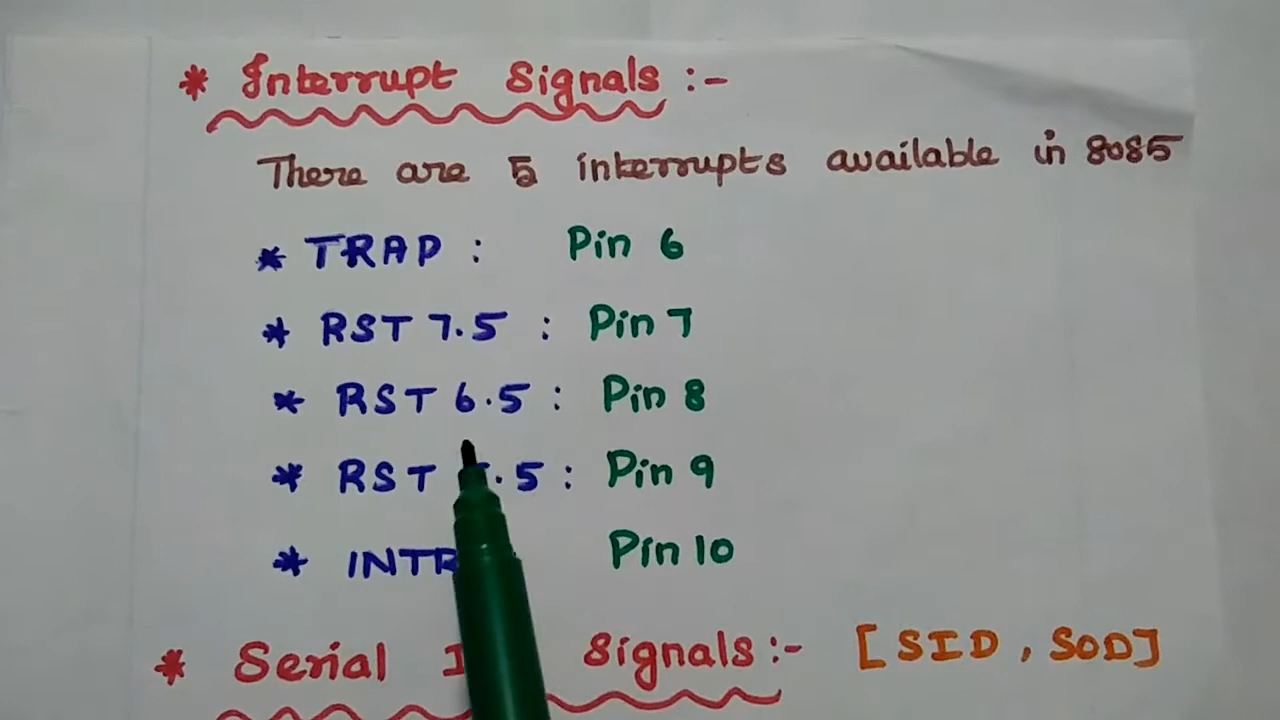 * Interrupt Signals :-
There are 5 interrupts available in 8085
* TRAP : Pin 6
* RST 7.5 : Pin 7
* RST 6.5 : Pin 8
* RST .5 : Pin 9
* INTR Pin 10
* Serial Signals :- [SID, SOD]